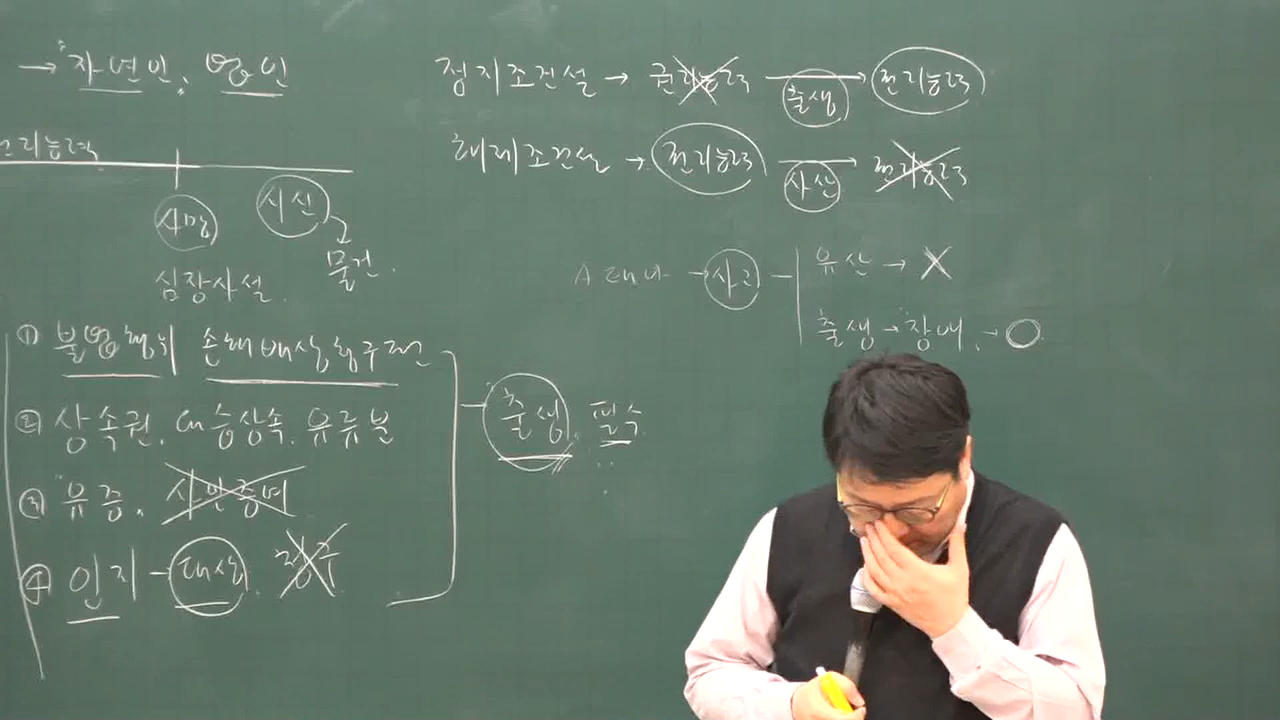 → 자연인, 법인
권리능력
사망 시신
물건.
심장사설.
① 불법행위 손해배상청구권
② 상속권. 대습상속. 유류분
③ 유증. 사인증여
④ 인지 - 태아.
출생 필수
정지조건설 → 권리능력 출생 → 권리능력
해제조건설 → 권리능력 사산 → 권리능력
A 태아 → 사고
유산 → X
출생 → 장애. → ○